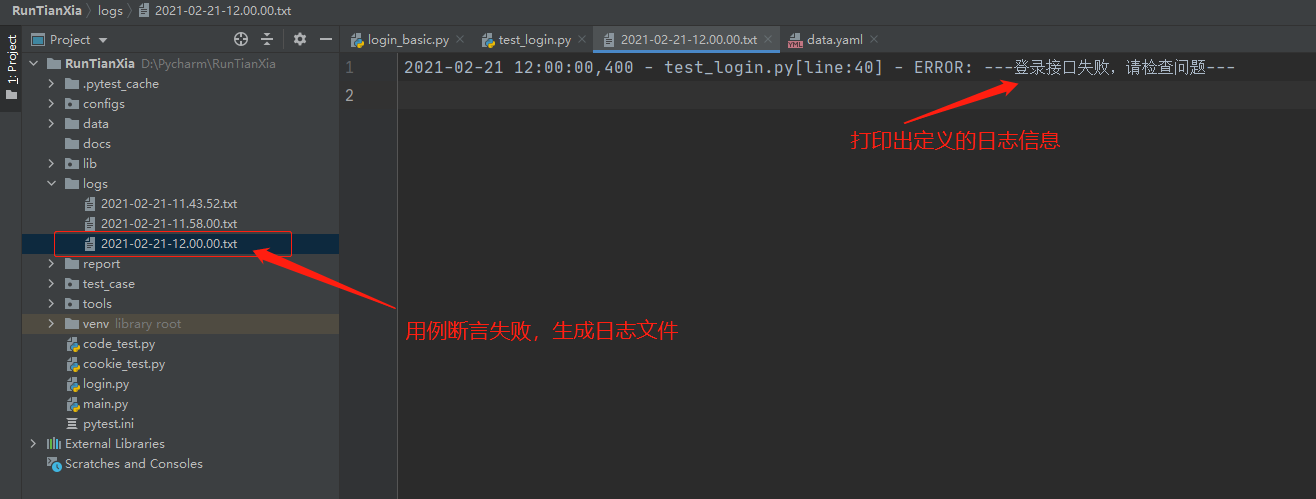 RunTianXia logs 2021-02-21-12.00.00.txt
1: Project
Project
login_basic.py test_login.py 2021-02-21-12.00.00.txt data.yaml
RunTianXia D:\Pycharm\RunTianXia
.pytest_cache
configs
data
docs
lib
logs
2021-02-21-11.43.52.txt
2021-02-21-11.58.00.txt
2021-02-21-12.00.00.txt
report
test_case
tools
venv library root
code_test.py
cookie_test.py
login.py
main.py
pytest.ini
External Libraries
Scratches and Consoles
1 2021-02-21 12:00:00,400 - test_login.py[line:40] - ERROR: ---登录接口失败，请检查问题---
2
打印出定义的日志信息
用例断言失败，生成日志文件